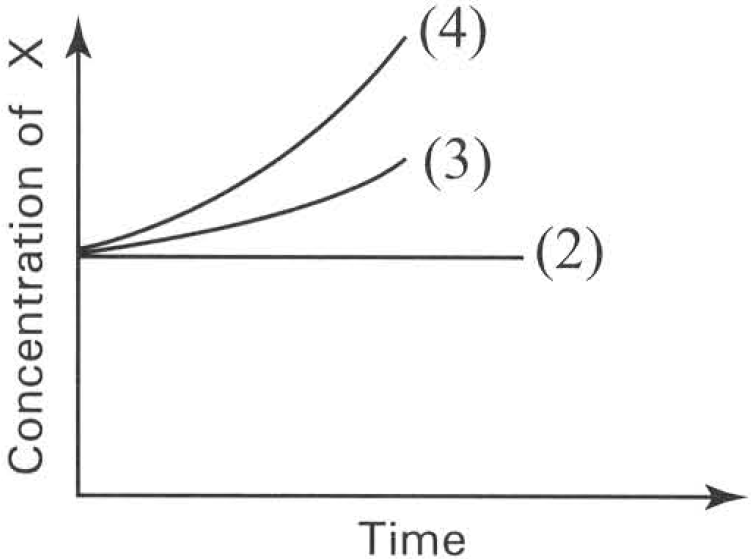 Concentration of X
(4)
(3)
(2)
Time